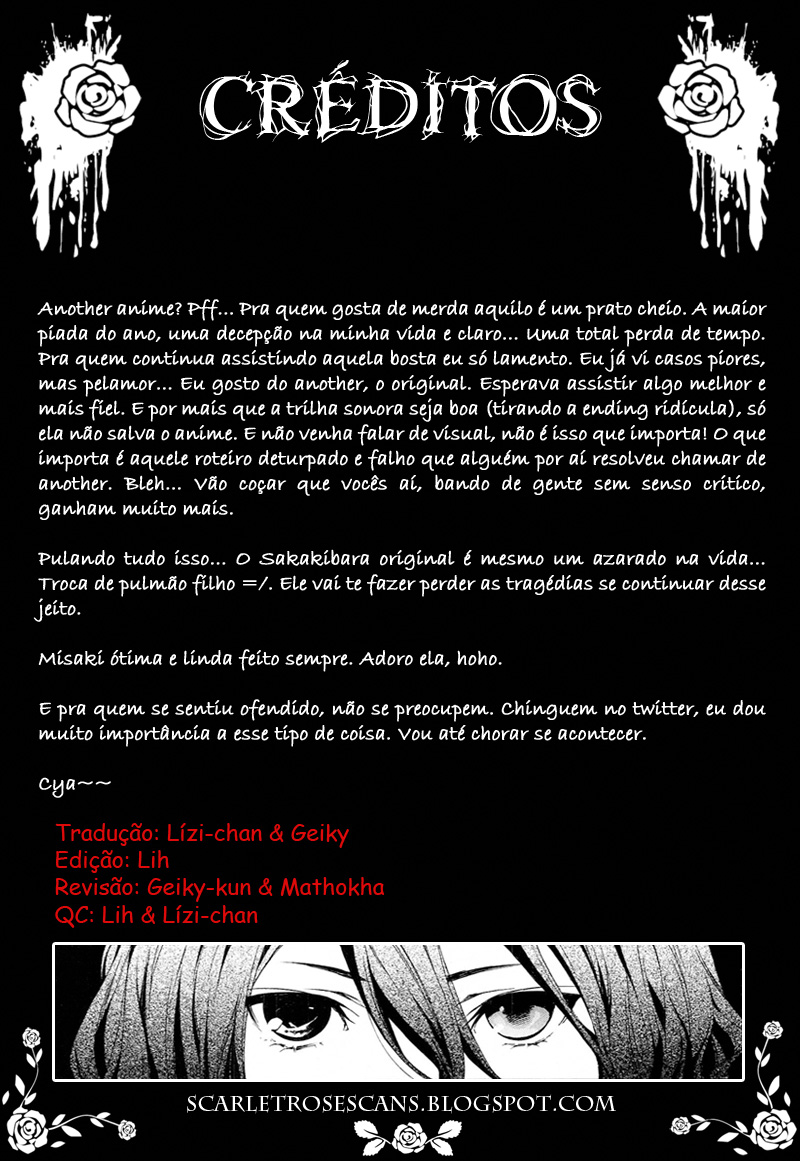 CRÉDITOS
Another anime? Pff... Pra quem gosta de merda aquilo é um prato cheio. A maior
piada do ano, uma decepção na minha vida e claro... Uma total perda de tempo.
Pra quem continua assistindo aquela bosta eu só lamento. Eu já vi casos piores,
mas pelamor... Eu gosto do another, o original. Esperava assistir algo melhor e
mais fiel. E por mais que a trilha sonora seja boa (tirando a ending ridícula), só
ela não salva o anime. E não venha falar de visual, não é isso que importa! O que
importa é aquele roteiro deturpado e falho que alguém por aí resolveu chamar de
another. Bleh... Vão coçar que vocês aí, bando de gente sem senso crítico,
ganham muito mais.
Pulando tudo isso... O Sakakibara original é mesmo um azarado na vida...
Troca de pulmão filho =/. Ele vai te fazer perder as tragédias se continuar desse
jeito.
Misaki ótima e linda feito sempre. Adoro ela, hoho.
E pra quem se sentiu ofendido, não se preocupem. Chinguem no twitter, eu dou
muito importância a esse tipo de coisa. Vou até chorar se acontecer.
Cya~~
Tradução: Lízi-chan & Geiky
Edição: Lih
Revisão: Geiky-kun & Mathokha
QC: Lih & Lízi-chan
SCARLETROSESCANS.BLOGSPOT.COM